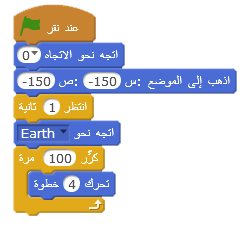 عند نقر
اتجه نحو الاتجاه 0
اذهب إلى الموضع :س -150 :ص -150
انتظر 1 ثانية
اتجه نحو Earth
كرِّر 100 مرة
تحرك 4 خطوة